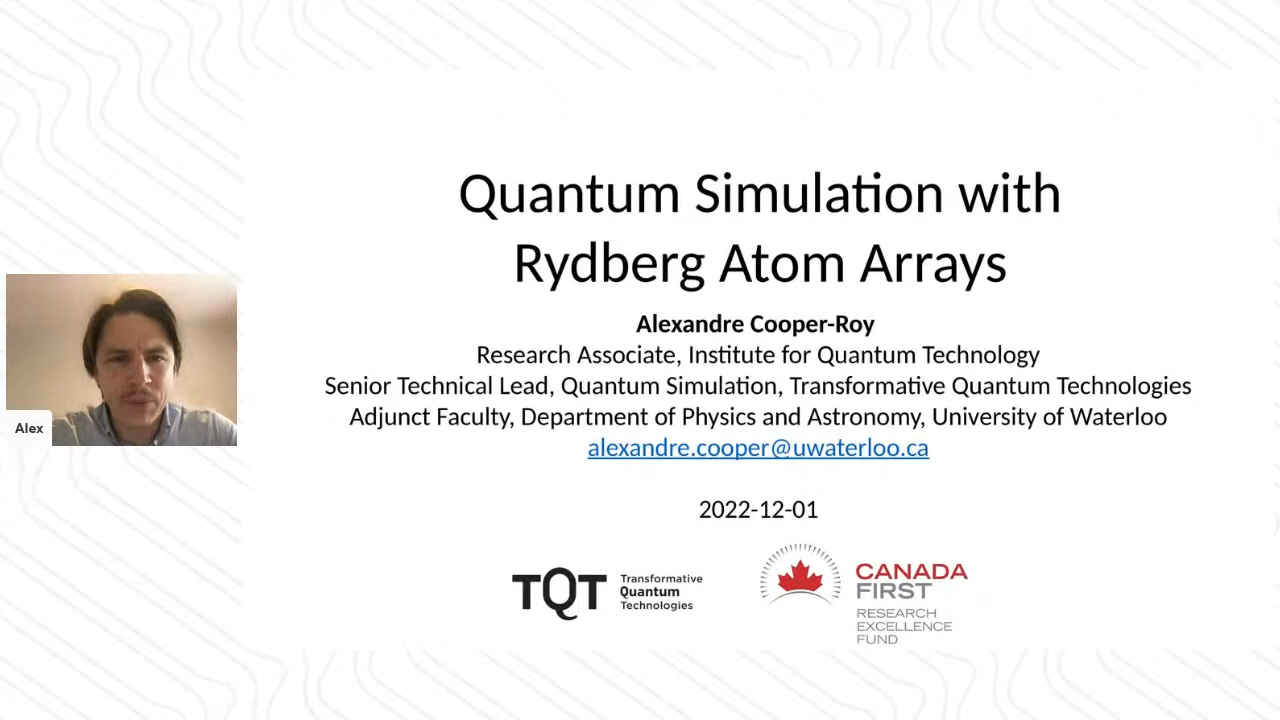 Quantum Simulation with
Rydberg Atom Arrays
Alexandre Cooper-Roy
Research Associate, Institute for Quantum Technology
Senior Technical Lead, Quantum Simulation, Transformative Quantum Technologies
Adjunct Faculty, Department of Physics and Astronomy, University of Waterloo
alexandre.cooper@uwaterloo.ca
2022-12-01
Alex
TQT
Transformative
Quantum
Technologies
CANADA
FIRST
RESEARCH
EXCELLENCE
FUND